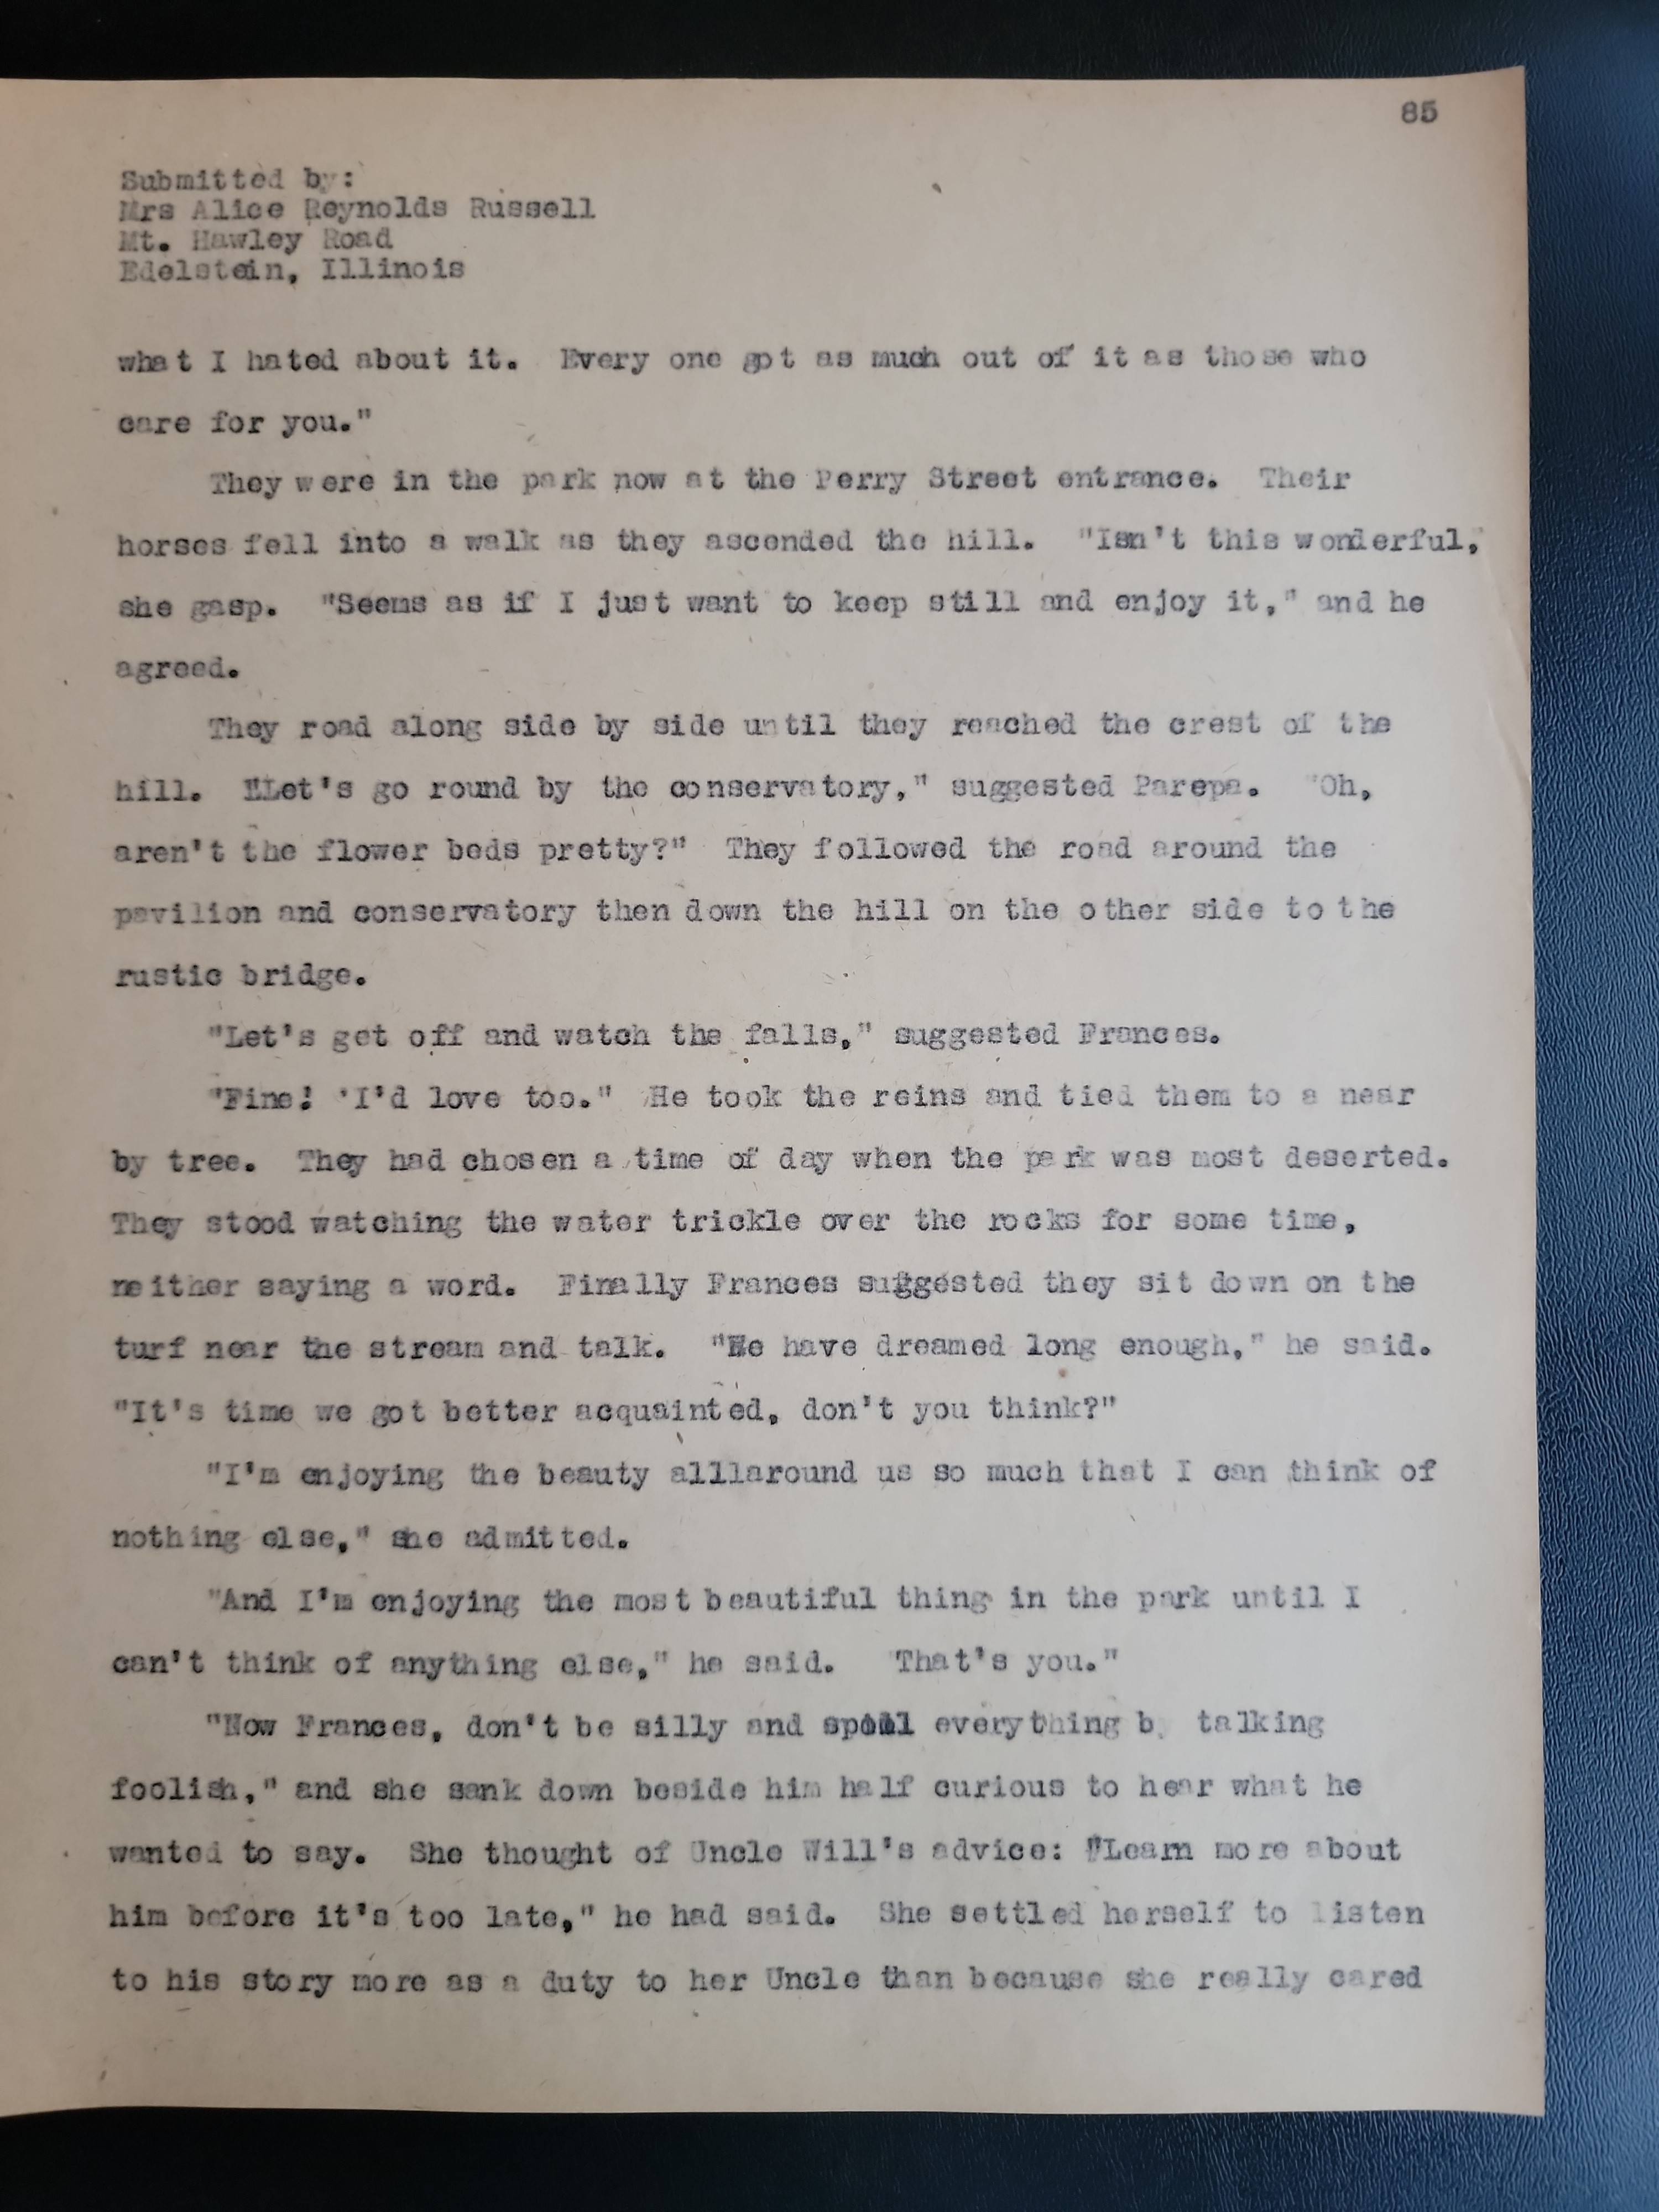 85
Submitted by:
Mrs Alice Reynolds Russell
Mt. Hawley Road
Edelstein, Illinois
what I hated about it. Every one got as much out of it as those who
care for you."
They were in the park now at the Perry Street entrance. Their
horses fell into a walk as they ascended the hill. "Isn't this wonderful,"
she gasp. "Seems as if I just want to keep still and enjoy it," and he
agreed.
They road along side by side until they reached the crest of the
hill. "Let's go round by the conservatory," suggested Parepa. "Oh,
aren't the flower beds pretty?" They followed the road around the
pavilion and conservatory then down the hill on the other side to the
rustic bridge.
"Let's get off and watch the falls," suggested Frances.
"Fine! 'I'd love too." He took the reins and tied them to a near
by tree. They had chosen a time of day when the park was most deserted.
They stood watching the water trickle over the rocks for some time,
neither saying a word. Finally Frances suggested they sit down on the
turf near the stream and talk. "We have dreamed long enough," he said.
"It's time we got better acquainted, don't you think?"
"I'm enjoying the beauty alllaround us so much that I can think of
nothing else," she admitted.
"And I'm enjoying the most beautiful thing in the park until I
can't think of anything else," he said. "That's you."
"Now Frances, don't be silly and spoil everything by talking
foolish," and she sank down beside him half curious to hear what he
wanted to say. She thought of Uncle Will's advice: "Learn more about
him before it's too late," he had said. She settled herself to listen
to his story more as a duty to her Uncle than because she really cared